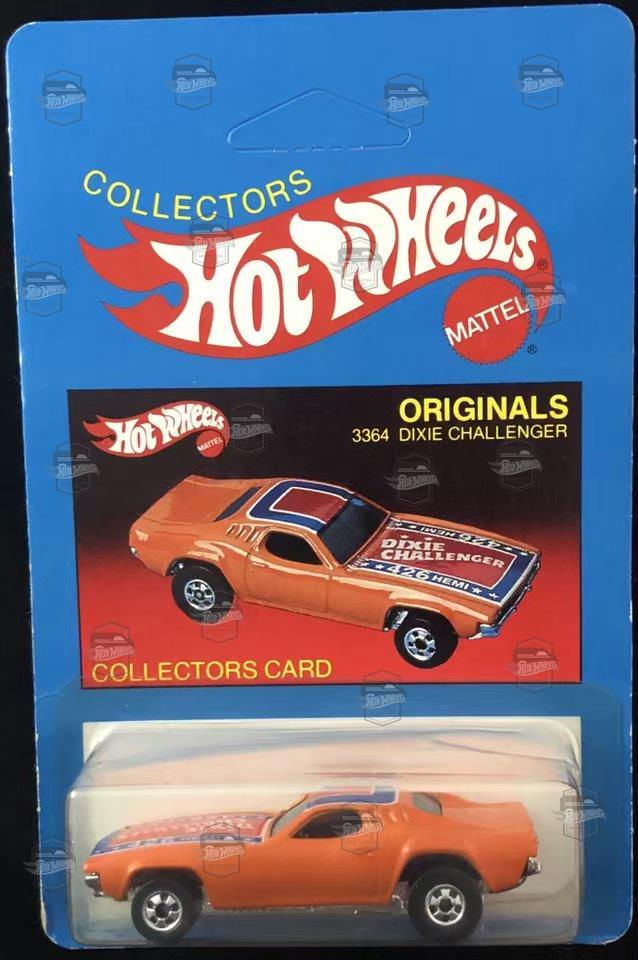 COLLECTORS
Hot Wheels ®
MATTEL ®
Hot Wheels
MATTEL
ORIGINALS
3364 DIXIE CHALLENGER
426 HEMI
DIXIE
CHALLENGER
426 HEMI
COLLECTORS CARD